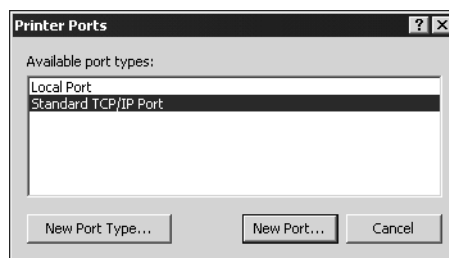 Printer Ports
Available port types:
Local Port
Standard TCP/IP Port
New Port Type... New Port... Cancel